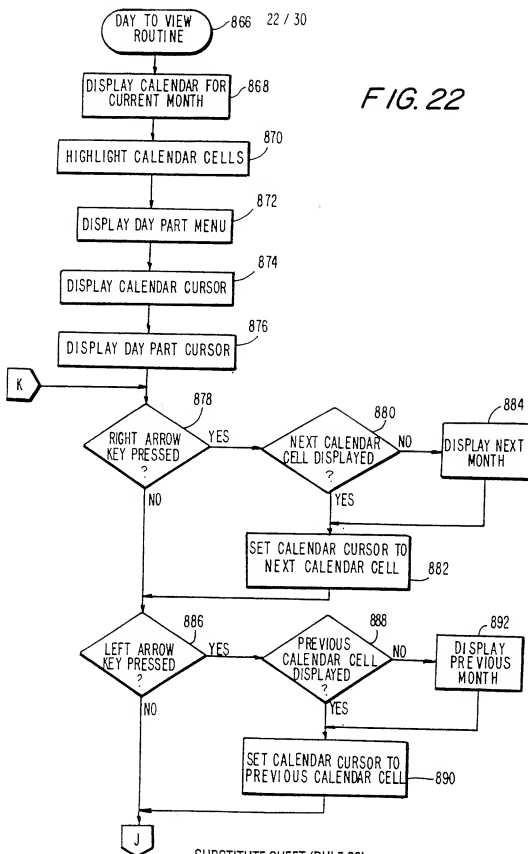 DAY TO VIEW
ROUTINE
866
22 / 30
DISPLAY CALENDAR FOR
CURRENT MONTH
868
FIG. 22
870
HIGHLIGHT CALENDAR CELLS
872
DISPLAY DAY PART MENU
874
DISPLAY CALENDAR CURSOR
876
DISPLAY DAY PART CURSOR
K
878
RIGHT ARROW
KEY PRESSED
?
YES
NO
880
NEXT CALENDAR
CELL DISPLAYED
?
NO
YES
884
DISPLAY NEXT
MONTH
SET CALENDAR CURSOR TO
NEXT CALENDAR CELL
882
886
LEFT ARROW
KEY PRESSED
?
YES
NO
888
PREVIOUS
CALENDAR CELL
DISPLAYED
?
NO
YES
892
DISPLAY
PREVIOUS
MONTH
SET CALENDAR CURSOR TO
PREVIOUS CALENDAR CELL
890
J